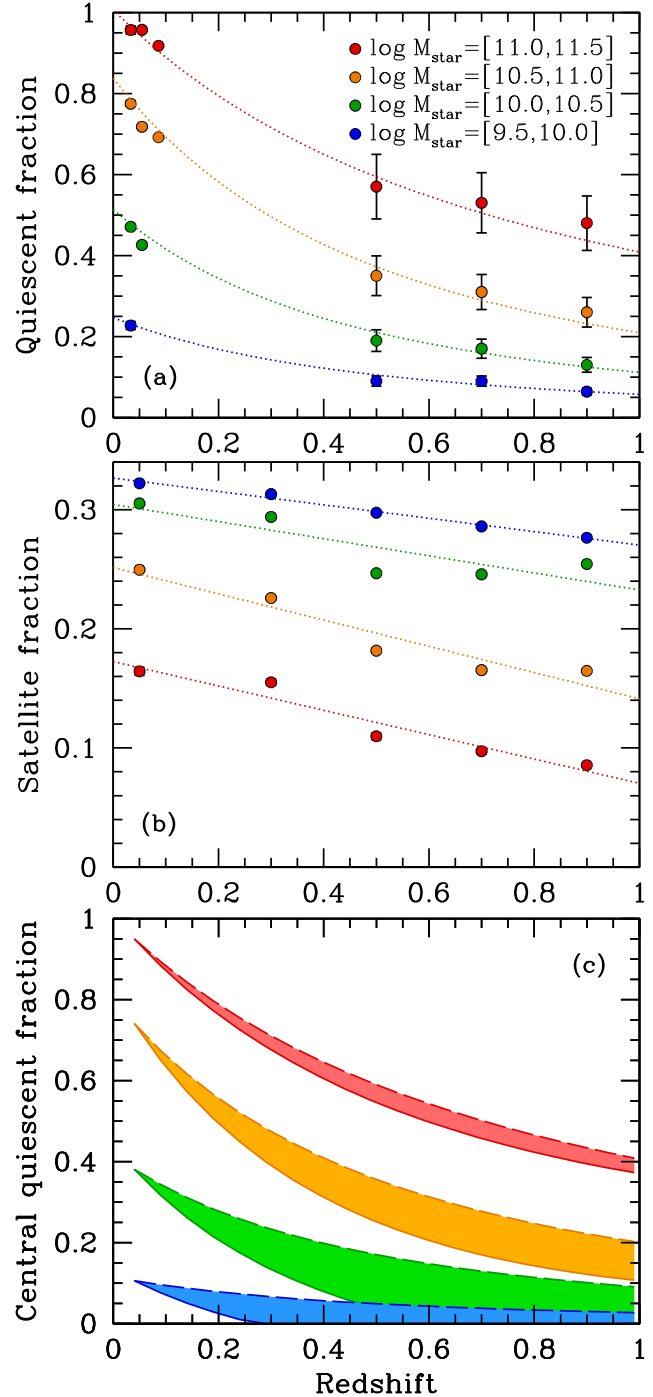 1
0.8
0.6
0.4
0.2
0
Quiescent fraction
log M_star=[11.0,11.5]
log M_star=[10.5,11.0]
log M_star=[10.0,10.5]
log M_star=[9.5,10.0]
(a)
0 0.2 0.4 0.6 0.8 1
0.3
0.2
0.1
0
Satellite fraction
(b)
0 0.2 0.4 0.6 0.8 1
1
0.8
0.6
0.4
0.2
0
Central quiescent fraction
(c)
0 0.2 0.4 0.6 0.8 1
Redshift